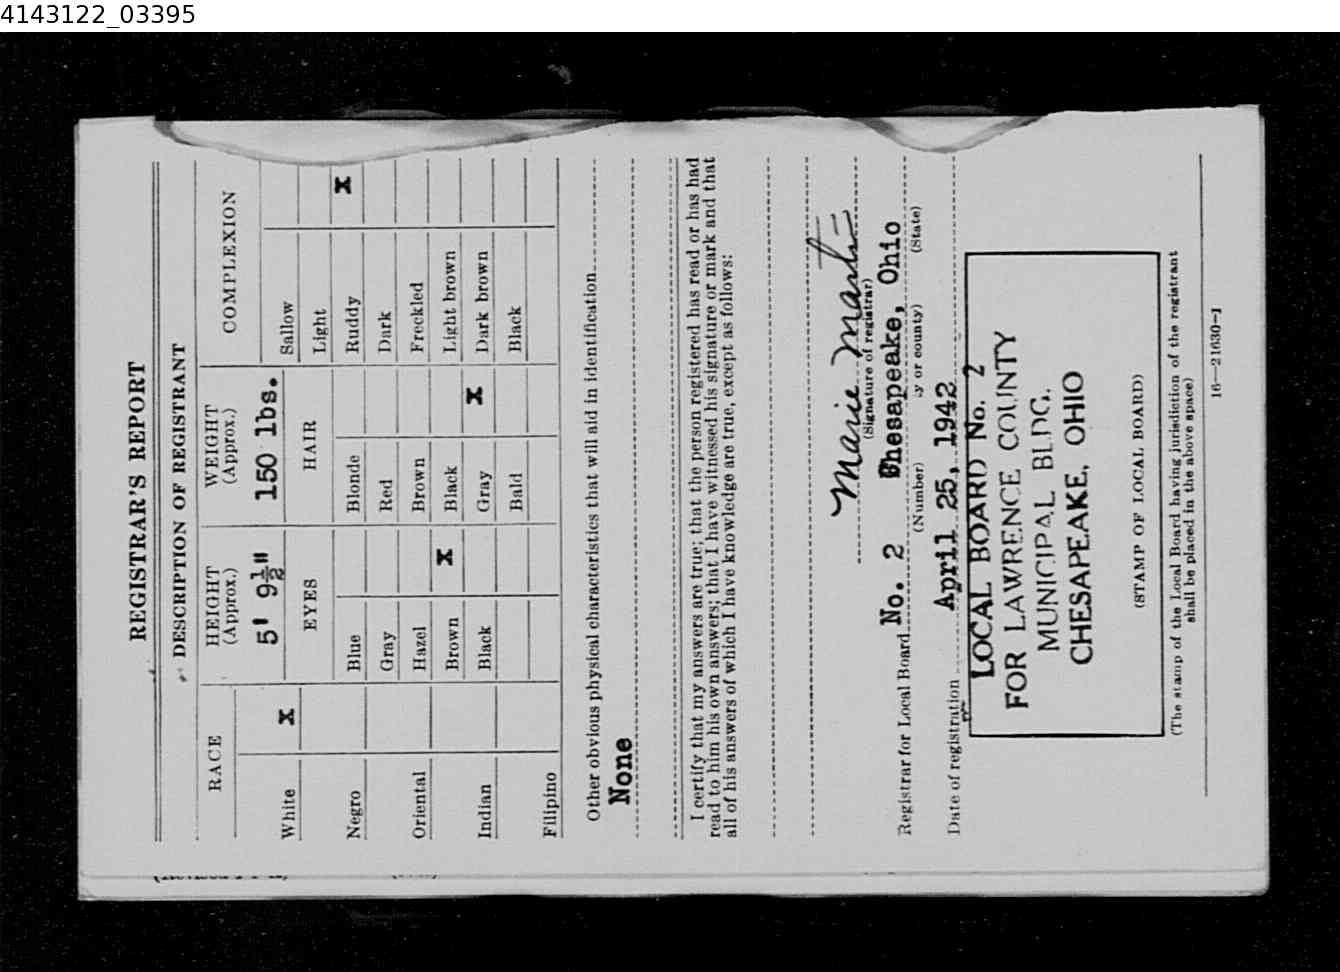 4143122_03395
REGISTRAR'S REPORT
DESCRIPTION OF REGISTRANT
RACE
HEIGHT (Approx.)
WEIGHT (Approx.)
COMPLEXION
5' 9½"
150 lbs.
White X
EYES
HAIR
Sallow
Light
Negro
Blue
Blonde
Ruddy X
Gray
Red
Dark
Oriental
Hazel
Brown
Freckled
Brown X
Black
Light brown
Indian
Black
Gray X
Dark brown
Bald
Black
Filipino
Other obvious physical characteristics that will aid in identification
None
I certify that my answers are true; that the person registered has read or has had
read to him his own answers; that I have witnessed his signature or mark and that
all of his answers of which I have knowledge are true, except as follows:
Marie Martin
(Signature of registrar)
Registrar for Local Board No. 2 Chesapeake, Ohio
(Number) y or county) (State)
Date of registration April 25, 1942
LOCAL BOARD No. 2
FOR LAWRENCE COUNTY
MUNICIPAL BLDG.
CHESAPEAKE, OHIO
(STAMP OF LOCAL BOARD)
(The stamp of the Local Board having jurisdiction of the registrant
shall be placed in the above space)
16—21630-1